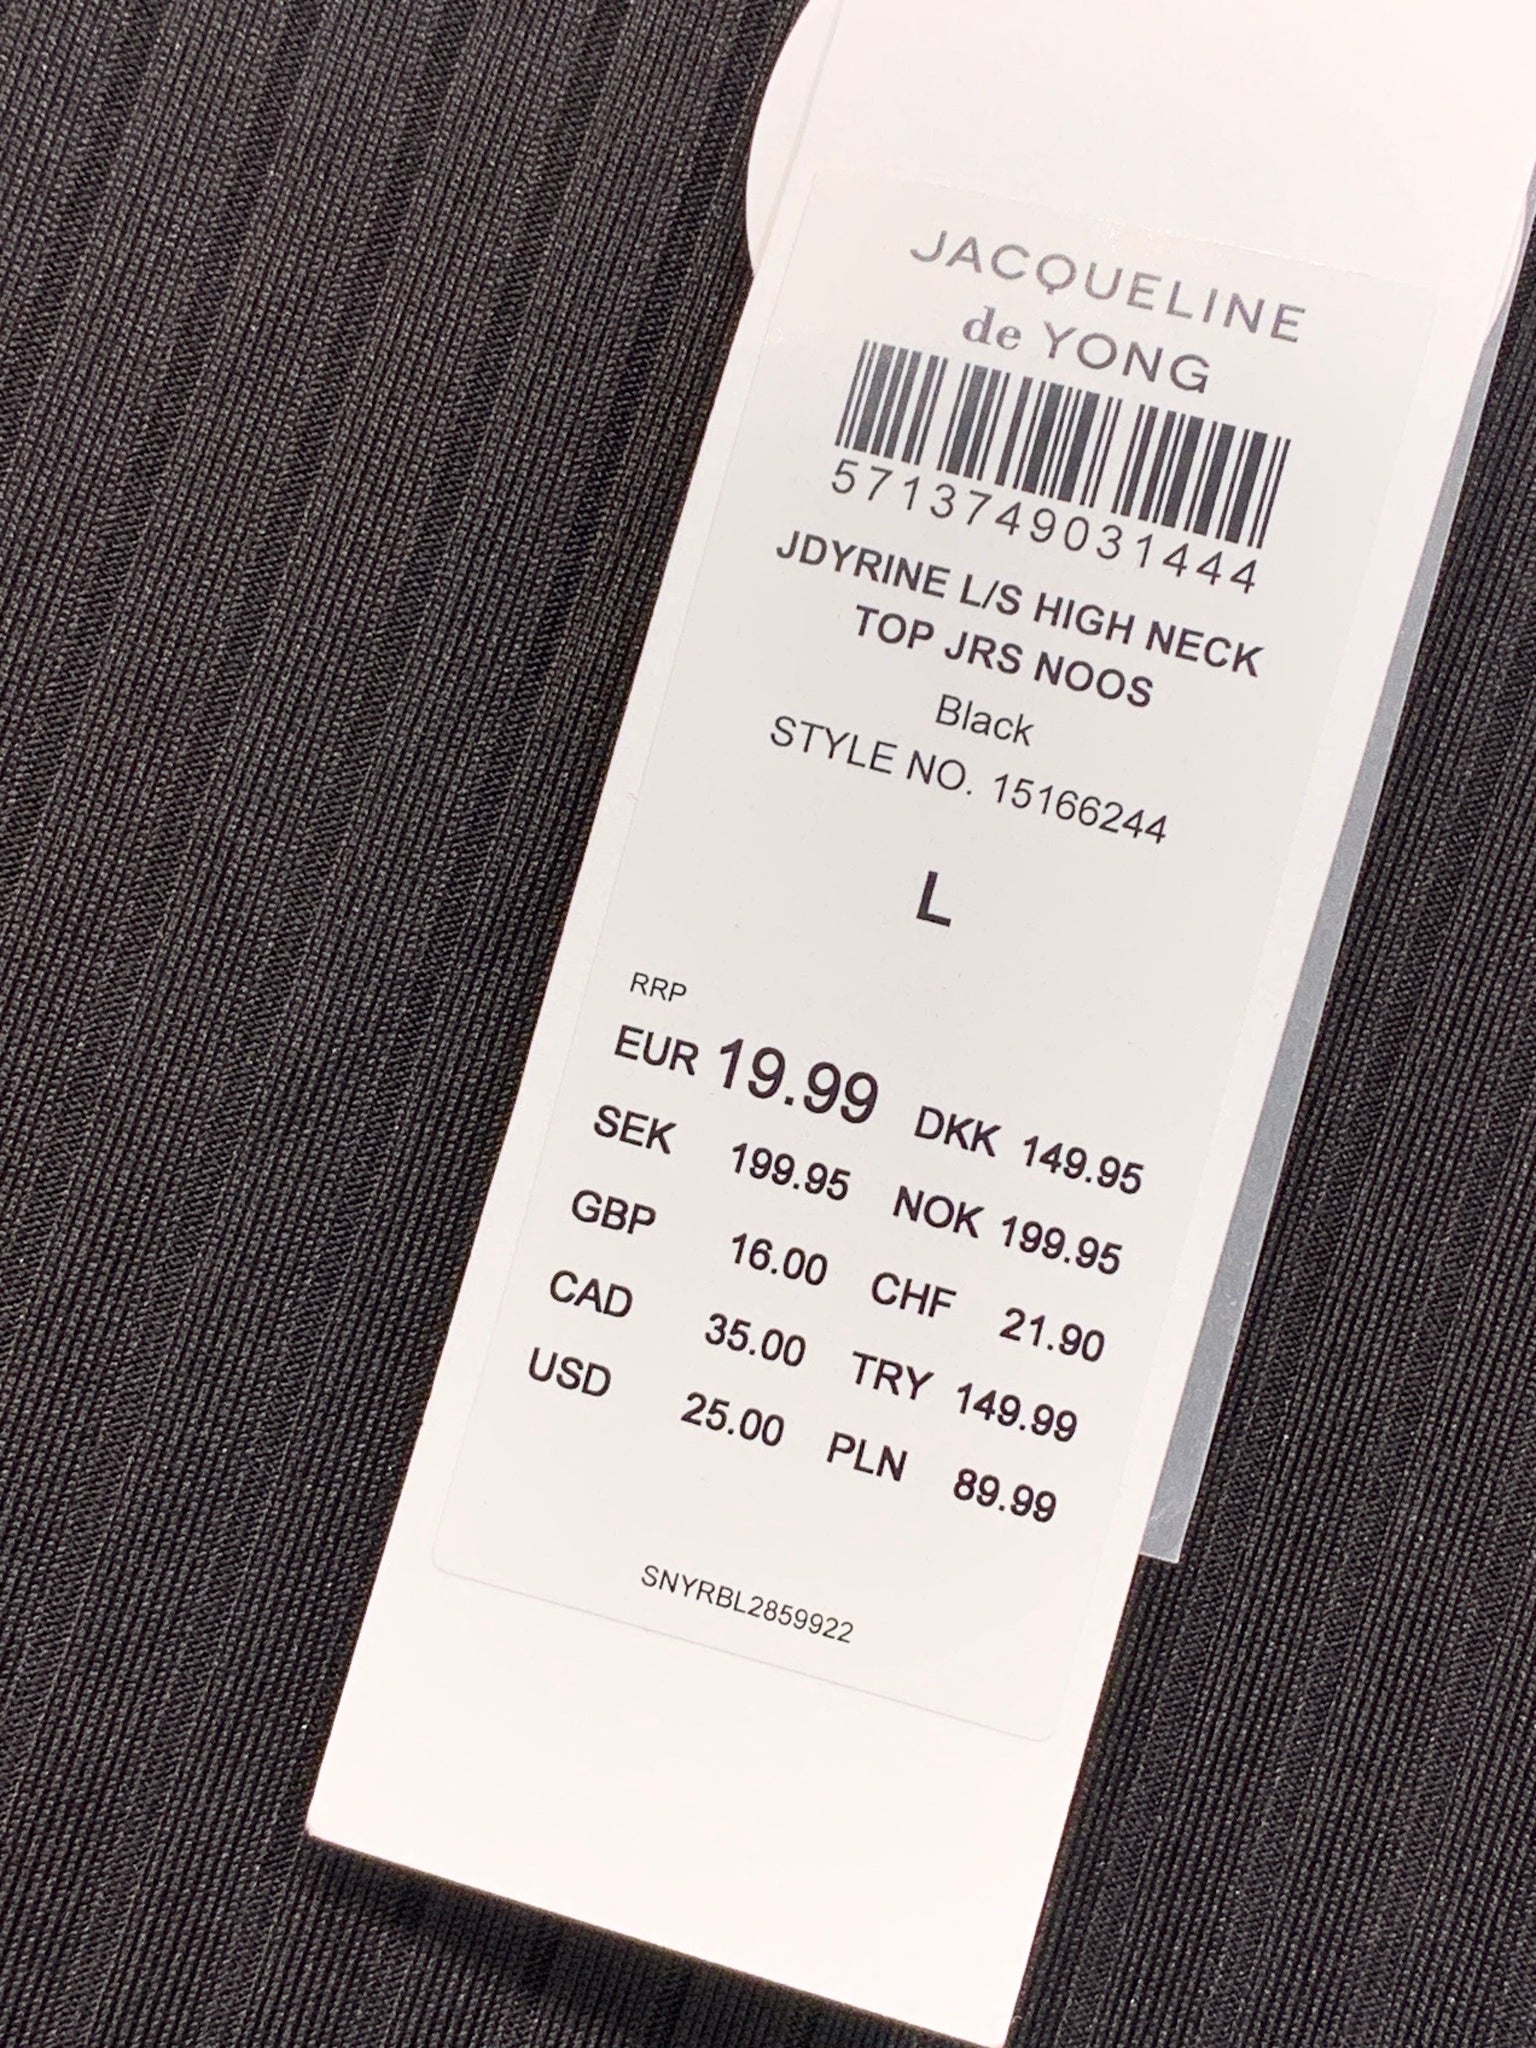 JACQUELINE
de YONG
5713749031444
JDYRINE L/S HIGH NECK
TOP JRS NOOS
Black
STYLE NO. 15166244
L
RRP
EUR 19.99 DKK 149.95
SEK 199.95 NOK 199.95
GBP 16.00 CHF 21.90
CAD 35.00 TRY 149.99
USD 25.00 PLN 89.99
SNYRBL2859922